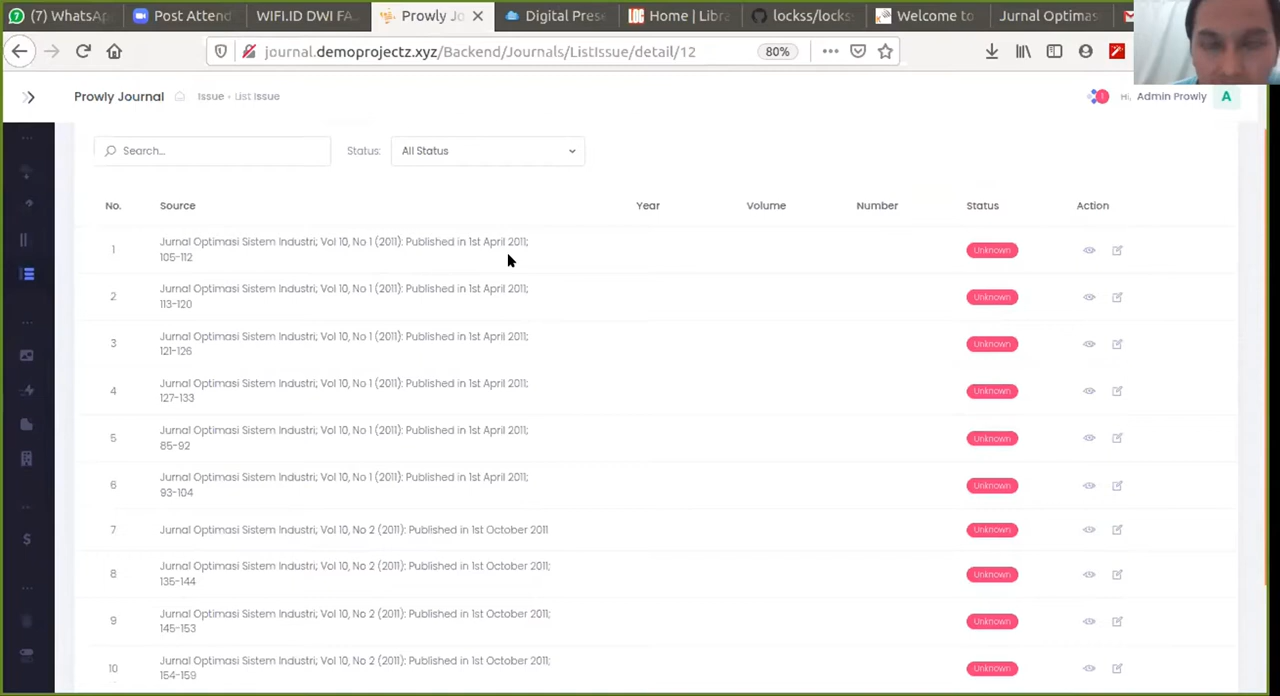 (7) WhatsA
Post Attend
WIFI.ID DWI FA
Prowly Jo
Digital Pres
Home | Libra
lockss/locks
Welcome to
Jurnal Optimas
journal.demoprojectz.xyz/Backend/Journals/ListIssue/detail/12
80%
Prowly Journal
Issue • List Issue
Hi, Admin Prowly A
Search...
Status:
All Status
No. Source Year Volume Number Status Action
1 Jurnal Optimasi Sistem Industri; Vol 10, No 1 (2011): Published in 1st April 2011; Unknown
105-112
2 Jurnal Optimasi Sistem Industri; Vol 10, No 1 (2011): Published in 1st April 2011; Unknown
113-120
3 Jurnal Optimasi Sistem Industri; Vol 10, No 1 (2011): Published in 1st April 2011; Unknown
121-126
4 Jurnal Optimasi Sistem Industri; Vol 10, No 1 (2011): Published in 1st April 2011; Unknown
127-133
5 Jurnal Optimasi Sistem Industri; Vol 10, No 1 (2011): Published in 1st April 2011; Unknown
85-92
6 Jurnal Optimasi Sistem Industri; Vol 10, No 1 (2011): Published in 1st April 2011; Unknown
93-104
7 Jurnal Optimasi Sistem Industri; Vol 10, No 2 (2011): Published in 1st October 2011 Unknown
8 Jurnal Optimasi Sistem Industri; Vol 10, No 2 (2011): Published in 1st October 2011; Unknown
135-144
9 Jurnal Optimasi Sistem Industri; Vol 10, No 2 (2011): Published in 1st October 2011; Unknown
145-153
10 Jurnal Optimasi Sistem Industri; Vol 10, No 2 (2011): Published in 1st October 2011; Unknown
154-159